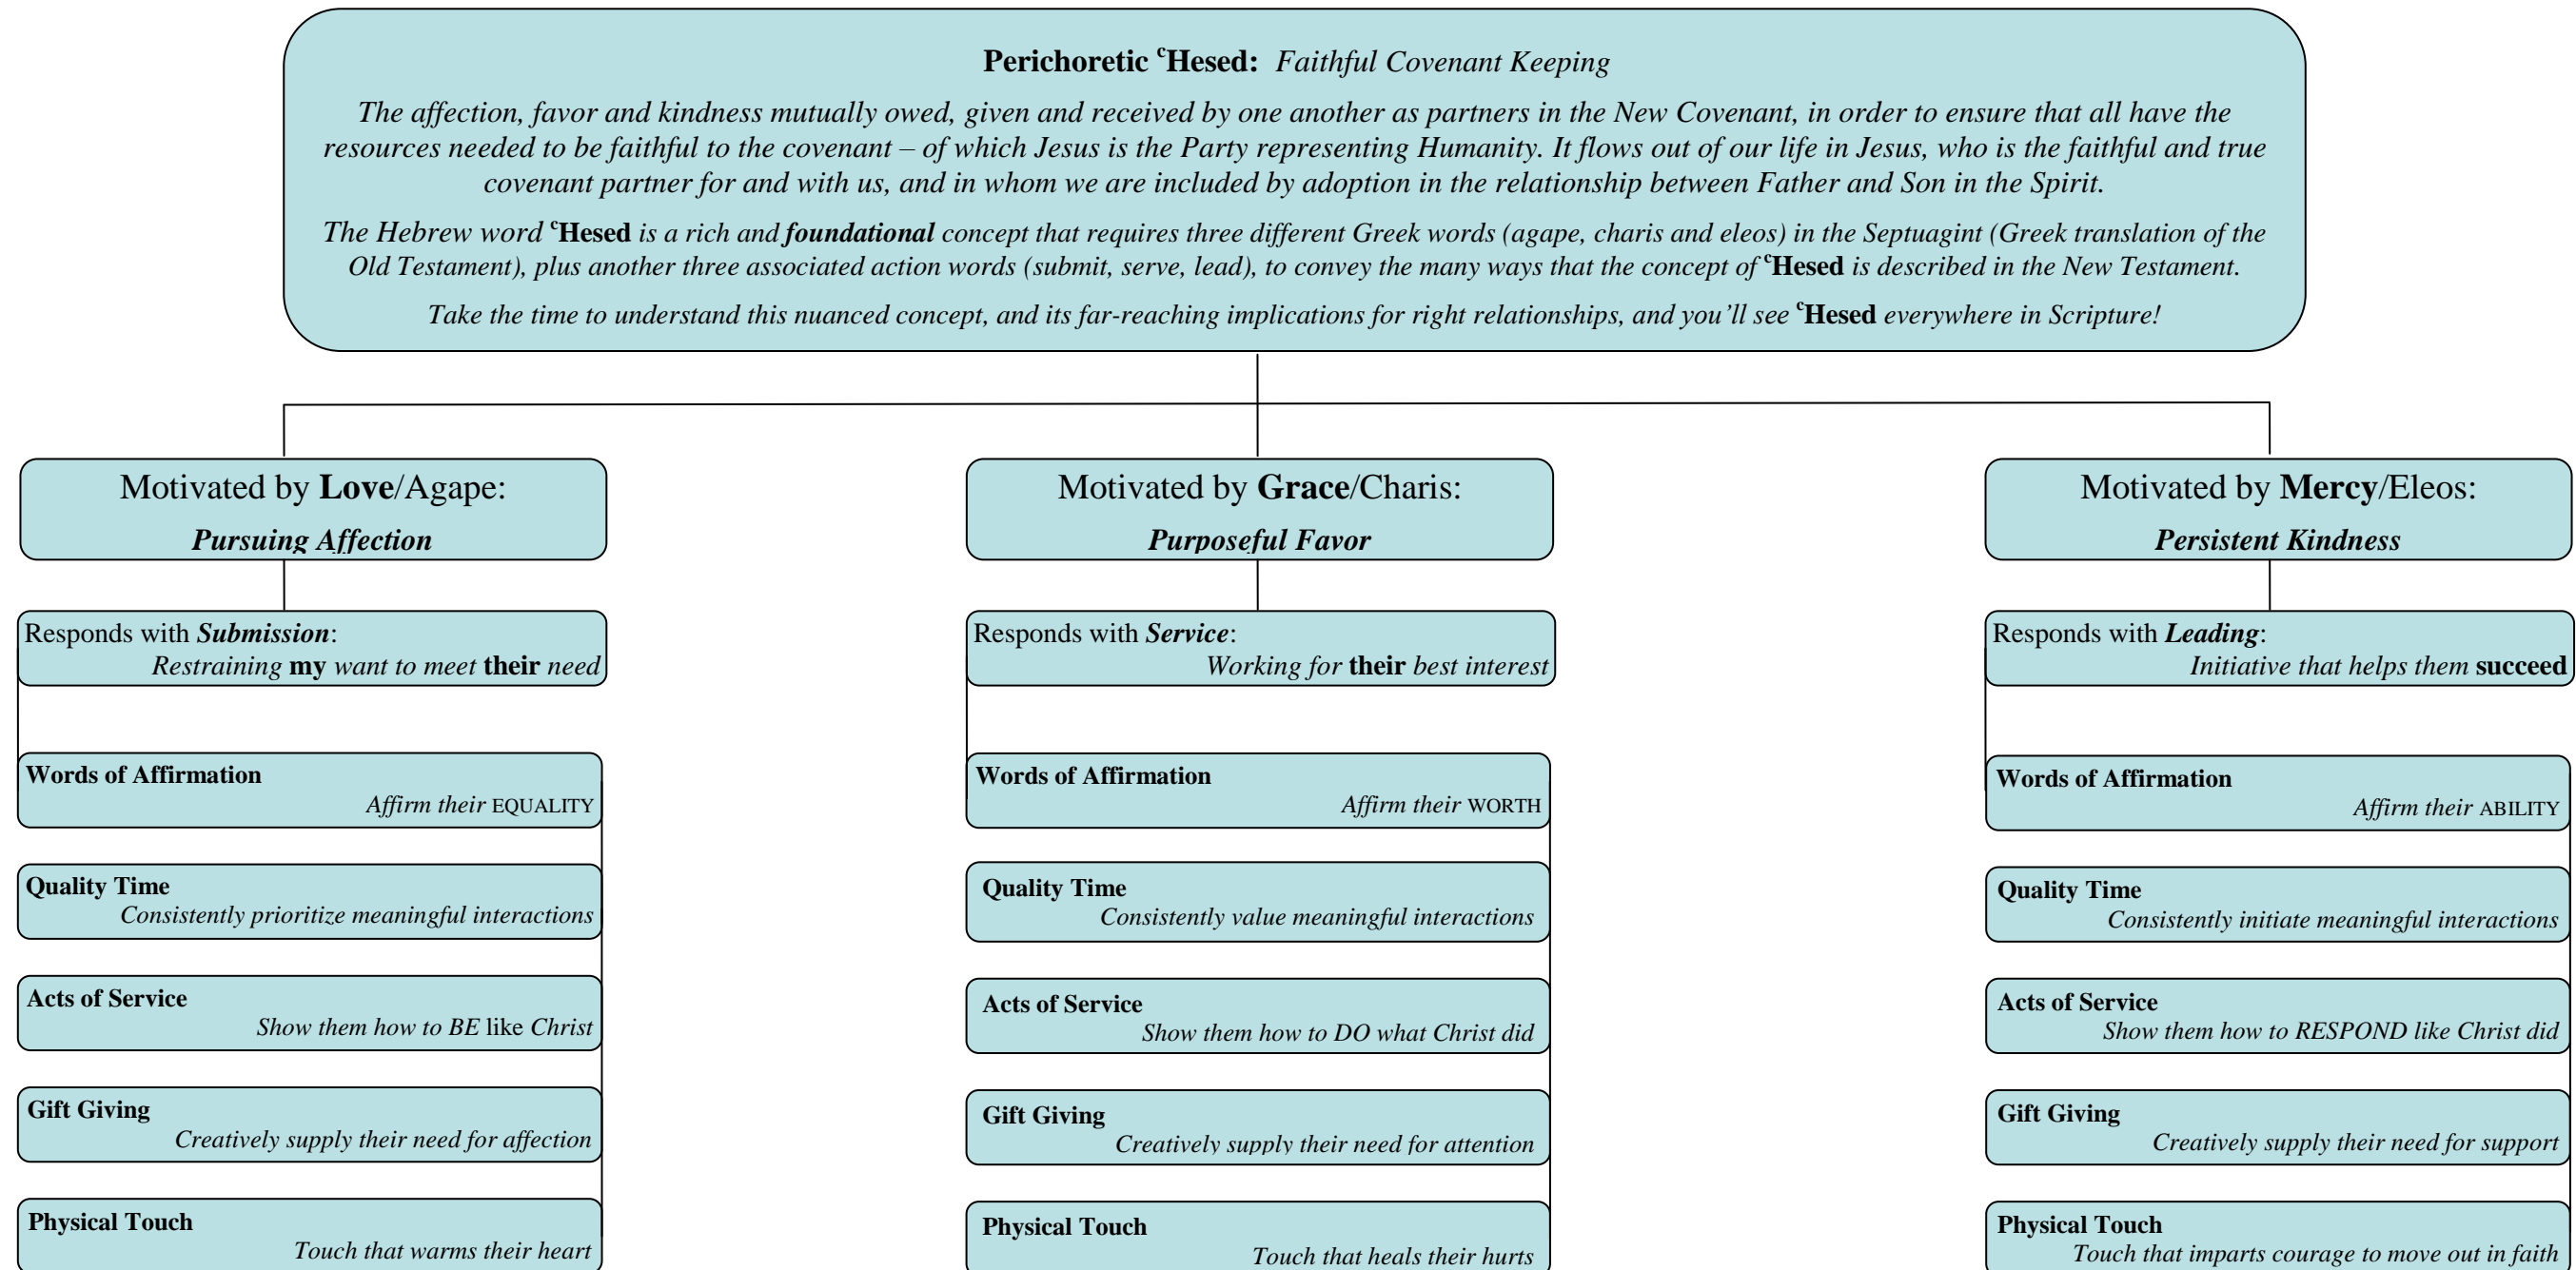 Perichoretic ᶜHesed: Faithful Covenant Keeping
The affection, favor and kindness mutually owed, given and received by one another as partners in the New Covenant, in order to ensure that all have the
resources needed to be faithful to the covenant – of which Jesus is the Party representing Humanity. It flows out of our life in Jesus, who is the faithful and true
covenant partner for and with us, and in whom we are included by adoption in the relationship between Father and Son in the Spirit.
The Hebrew word ᶜHesed is a rich and foundational concept that requires three different Greek words (agape, charis and eleos) in the Septuagint (Greek translation of the
Old Testament), plus another three associated action words (submit, serve, lead), to convey the many ways that the concept of ᶜHesed is described in the New Testament.
Take the time to understand this nuanced concept, and its far-reaching implications for right relationships, and you’ll see ᶜHesed everywhere in Scripture!
Motivated by Love/Agape:
Pursuing Affection
Responds with Submission:
Restraining my want to meet their need
Words of Affirmation
Affirm their EQUALITY
Quality Time
Consistently prioritize meaningful interactions
Acts of Service
Show them how to BE like Christ
Gift Giving
Creatively supply their need for affection
Physical Touch
Touch that warms their heart
Motivated by Grace/Charis:
Purposeful Favor
Responds with Service:
Working for their best interest
Words of Affirmation
Affirm their WORTH
Quality Time
Consistently value meaningful interactions
Acts of Service
Show them how to DO what Christ did
Gift Giving
Creatively supply their need for attention
Physical Touch
Touch that heals their hurts
Motivated by Mercy/Eleos:
Persistent Kindness
Responds with Leading:
Initiative that helps them succeed
Words of Affirmation
Affirm their ABILITY
Quality Time
Consistently initiate meaningful interactions
Acts of Service
Show them how to RESPOND like Christ did
Gift Giving
Creatively supply their need for support
Physical Touch
Touch that imparts courage to move out in faith